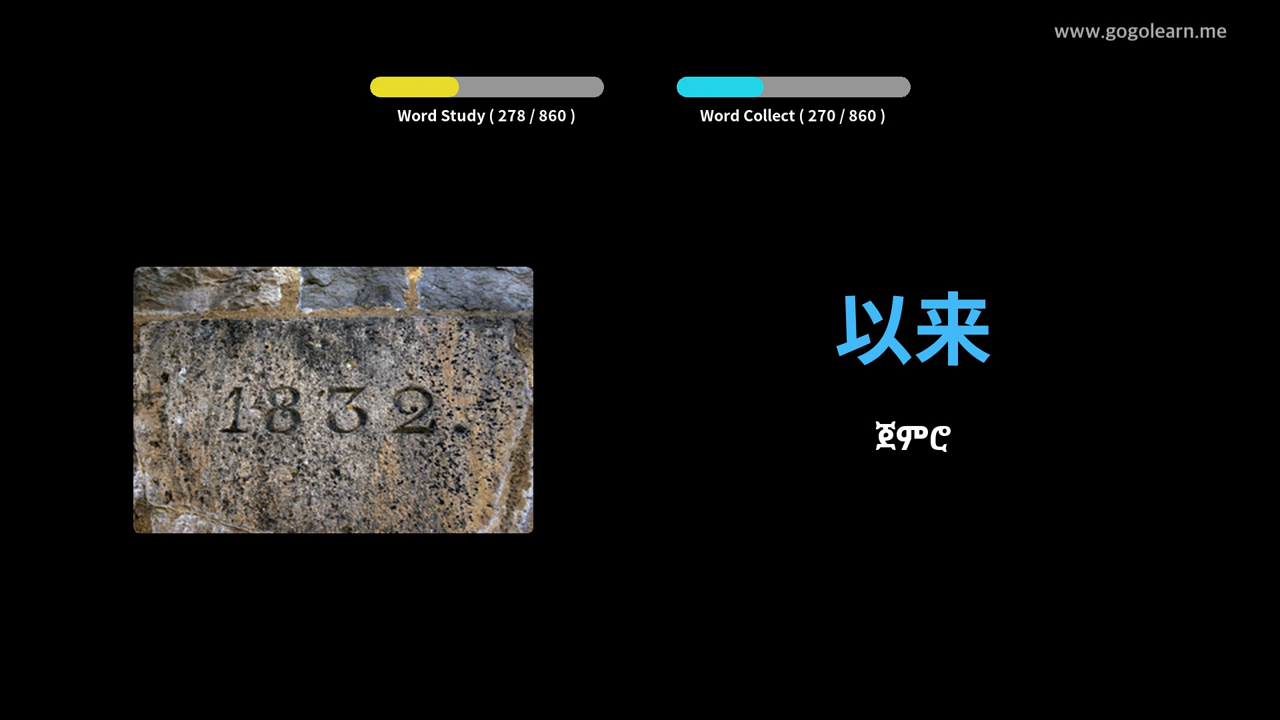 www.gogolearn.me
Word Study ( 278 / 860 )
Word Collect ( 270 / 860 )
1832
以来
ጀምሮ